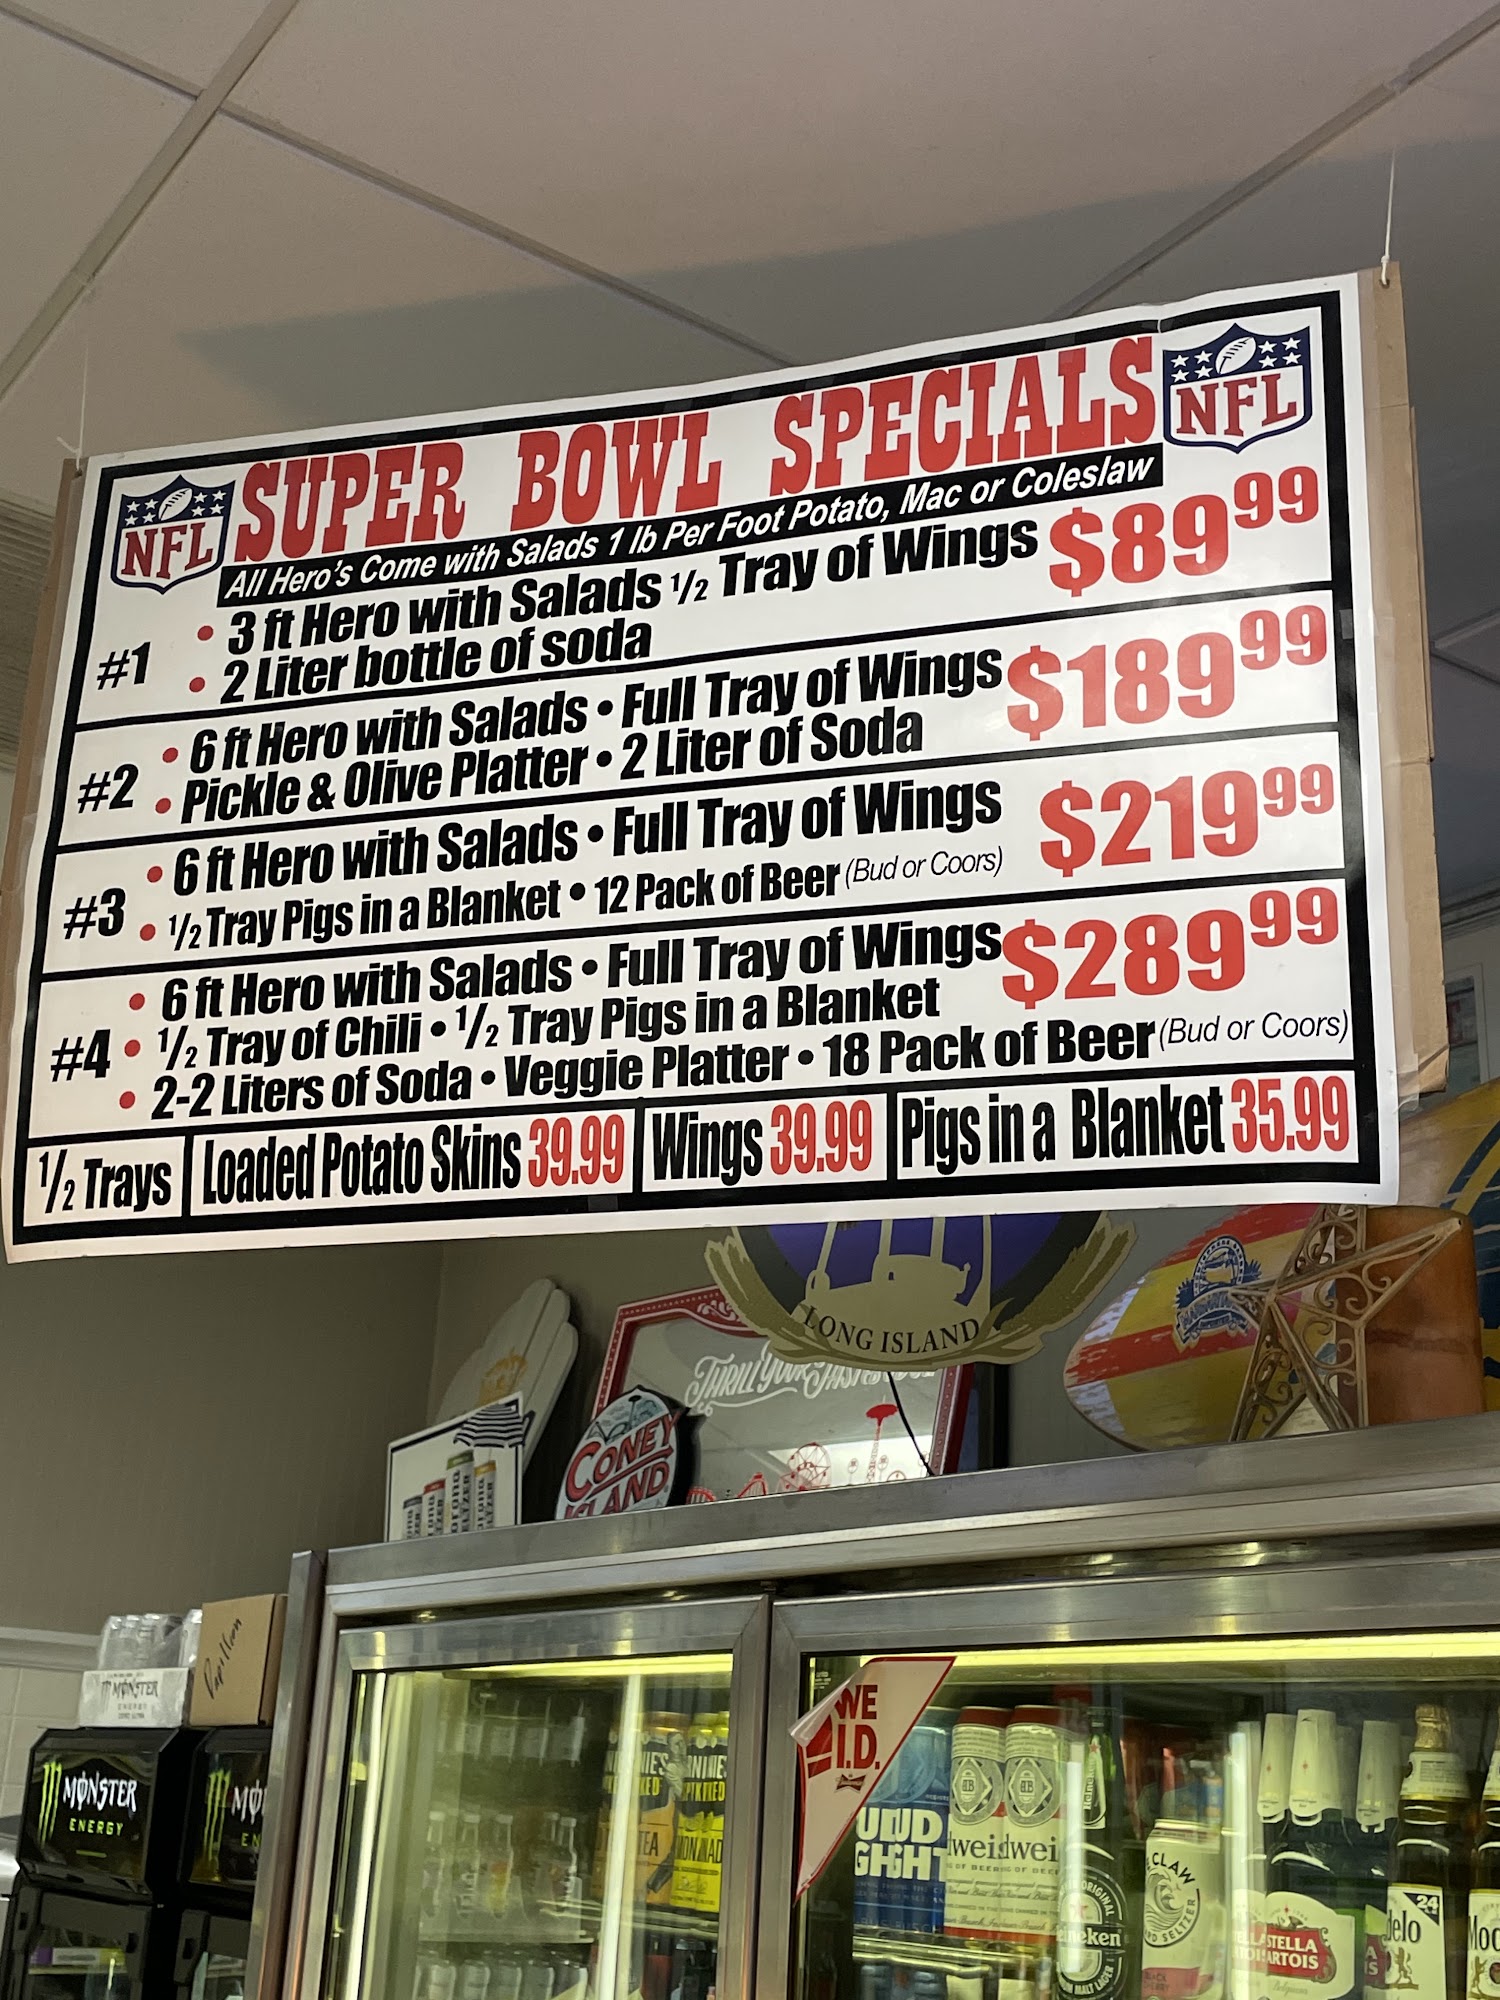 NFL
SUPER BOWL SPECIALS
NFL
All Hero's Come with Salads 1 lb Per Foot Potato, Mac or Coleslaw
#1
• 3 ft Hero with Salads 1/2 Tray of Wings
$89.99
• 2 Liter bottle of soda
#2
• 6 ft Hero with Salads • Full Tray of Wings
$189.99
• Pickle & Olive Platter • 2 Liter of Soda
#3
• 6 ft Hero with Salads • Full Tray of Wings
$219.99
• 1/2 Tray Pigs in a Blanket • 12 Pack of Beer (Bud or Coors)
#4
• 6 ft Hero with Salads • Full Tray of Wings
$289.99
• 1/2 Tray of Chili • 1/2 Tray Pigs in a Blanket
• 2-2 Liters of Soda • Veggie Platter • 18 Pack of Beer (Bud or Coors)
1/2 Trays
Loaded Potato Skins 39.99
Wings 39.99
Pigs in a Blanket 35.99
LONG ISLAND
THRILL YOUR
CONEY
ISLAND
MONSTER
ENERGY
MONSTER
ENERGY
WE
I.D.
Heineken
CLAW
STELLA
ARTOIS
24